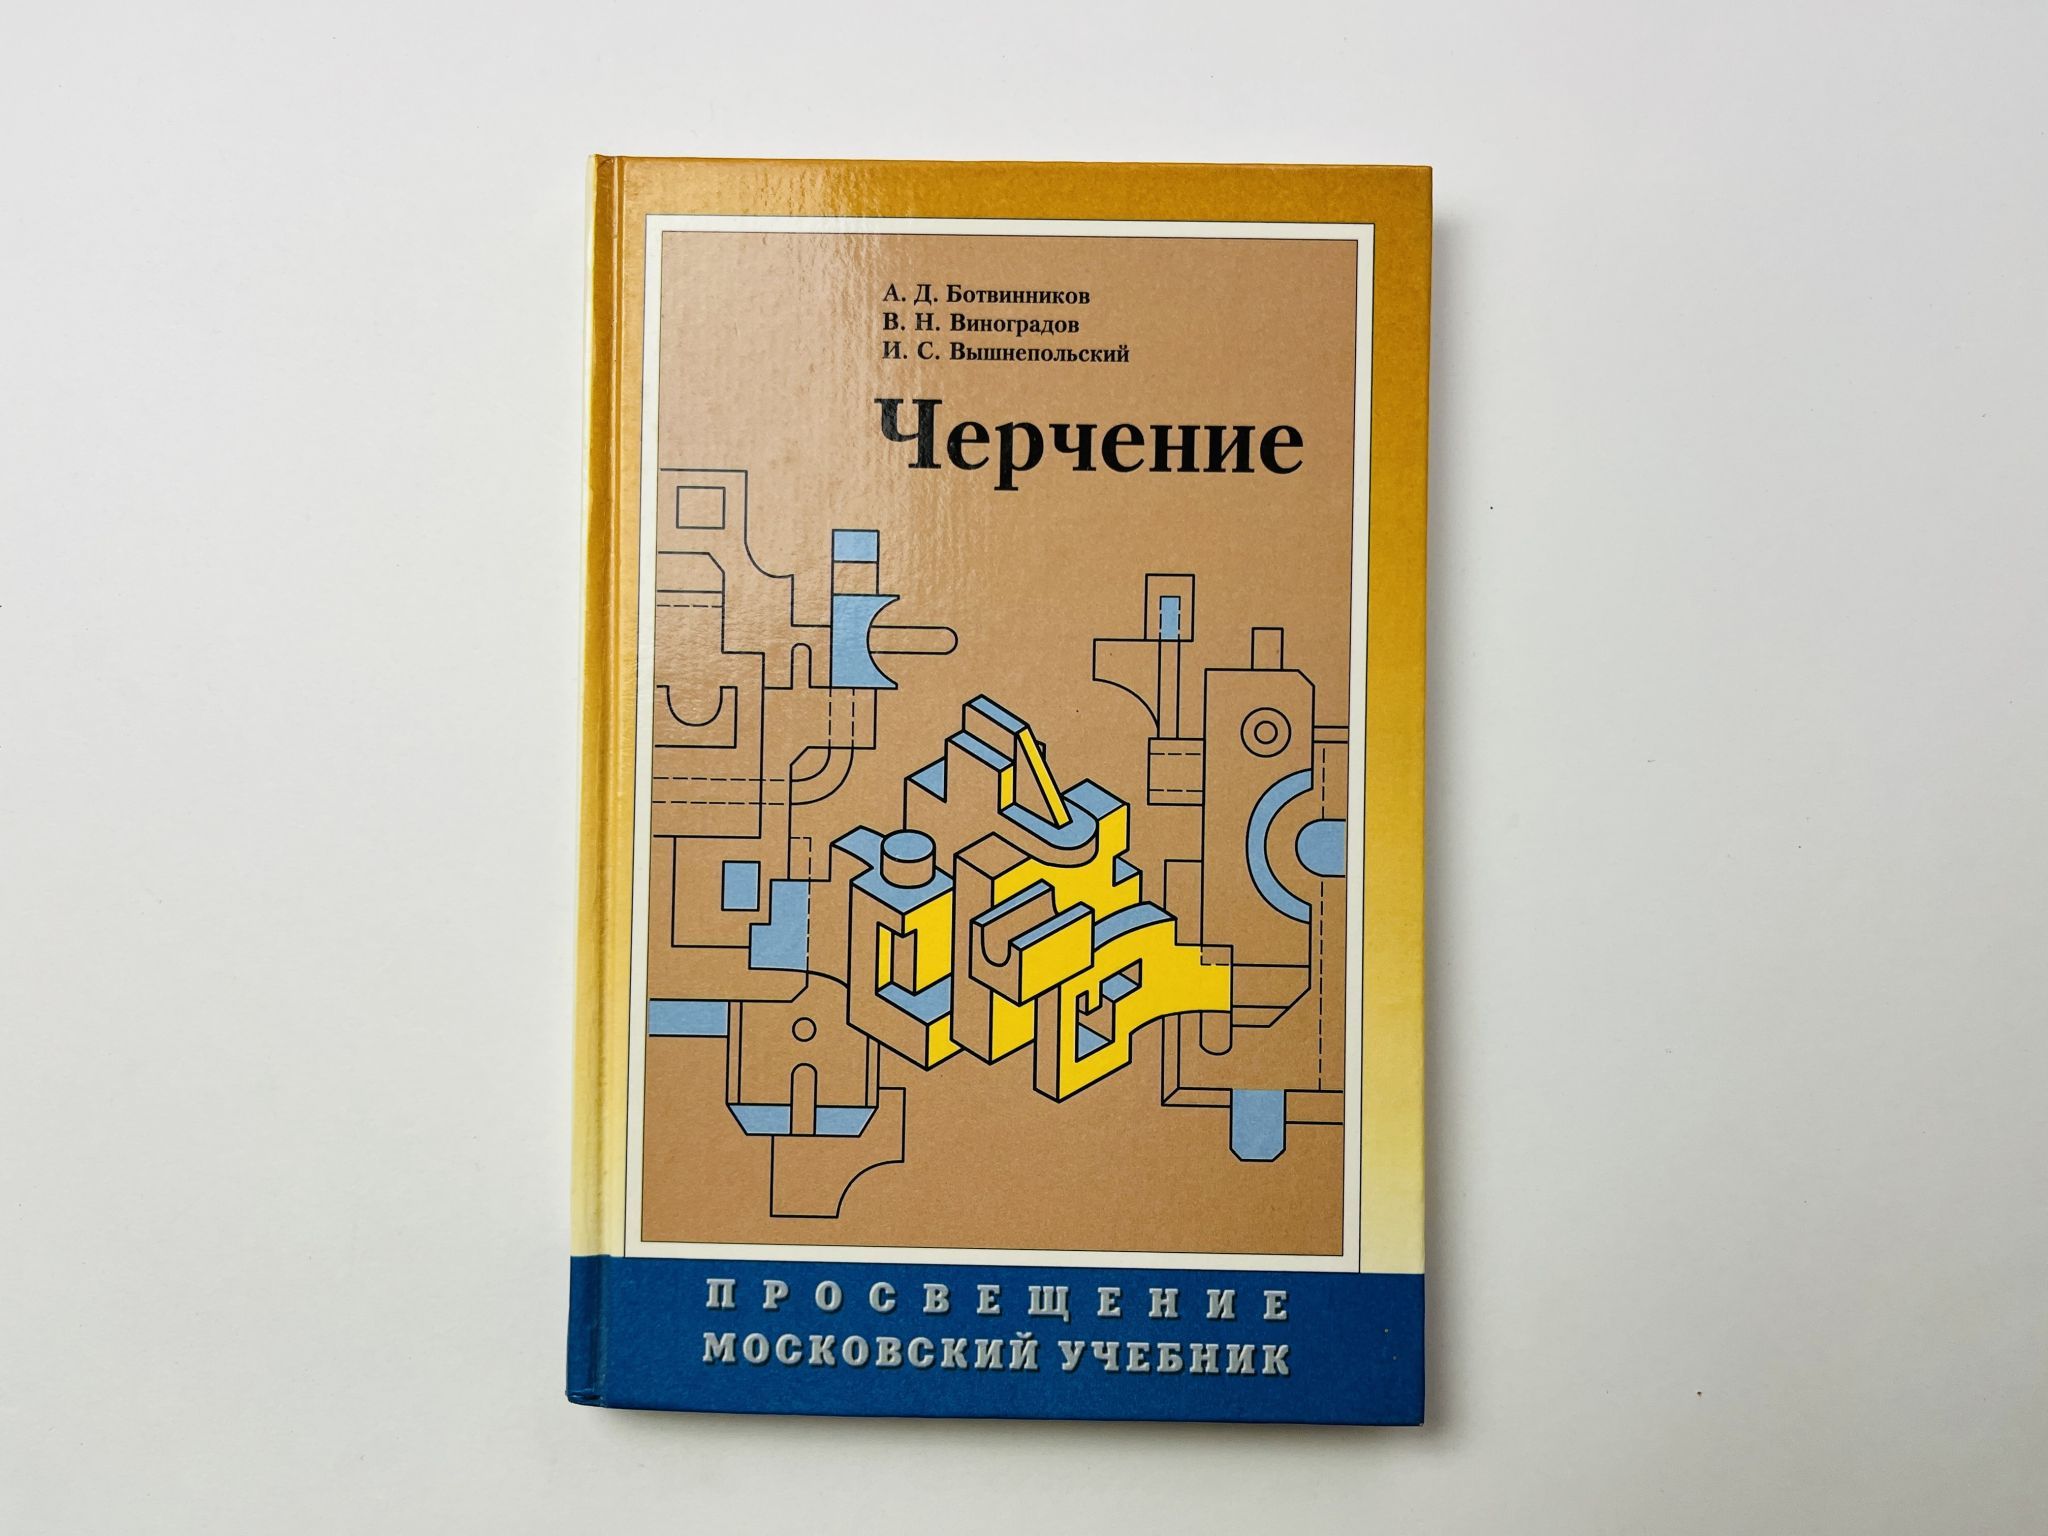 А. Д. Ботвинников
В. Н. Виноградов
И. С. Вышнепольский
Черчение
ПРОСВЕЩЕНИЕ
МОСКОВСКИЙ УЧЕБНИК